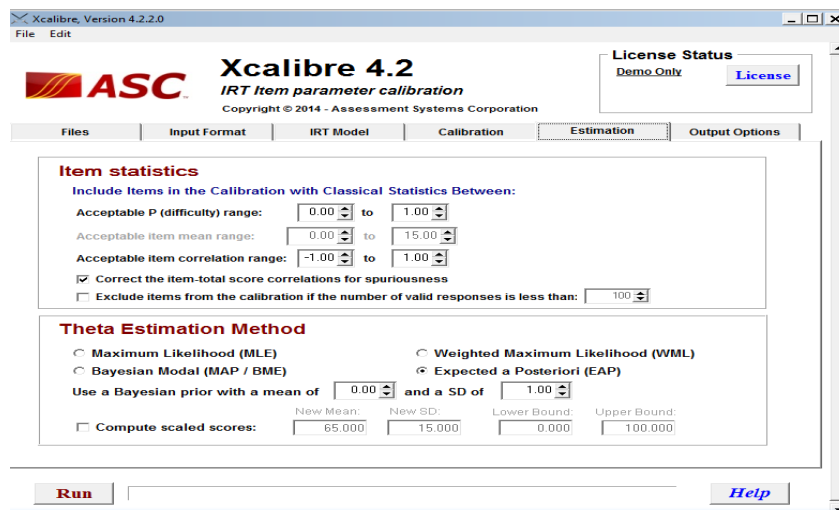 Xcalibre, Version 4.2.2.0
File Edit
ASC
Xcalibre 4.2
IRT Item parameter calibration
Copyright © 2014 - Assessment Systems Corporation
License Status
Demo Only License
Files Input Format IRT Model Calibration Estimation Output Options
Item statistics
Include Items in the Calibration with Classical Statistics Between:
Acceptable P (difficulty) range: 0.00 to 1.00
Acceptable item mean range: 0.00 to 15.00
Acceptable item correlation range: -1.00 to 1.00
Correct the item-total score correlations for spuriousness
Exclude items from the calibration if the number of valid responses is less than: 100
Theta Estimation Method
Maximum Likelihood (MLE) Weighted Maximum Likelihood (WML)
Bayesian Modal (MAP / BME) Expected a Posteriori (EAP)
Use a Bayesian prior with a mean of 0.00 and a SD of 1.00
New Mean: New SD: Lower Bound: Upper Bound:
Compute scaled scores: 65.000 15.000 0.000 100.000
Run Help